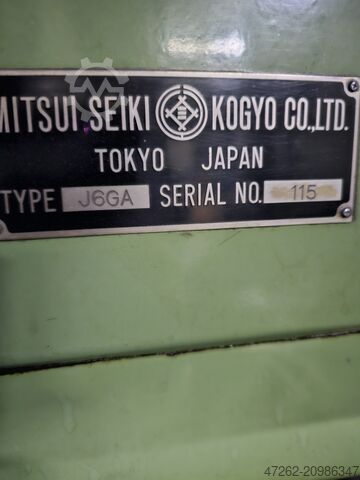 MITSUI SEIKI KOGYO CO.,LTD.
TOKYO JAPAN
TYPE J6GA SERIAL NO. 115
47262-20986347